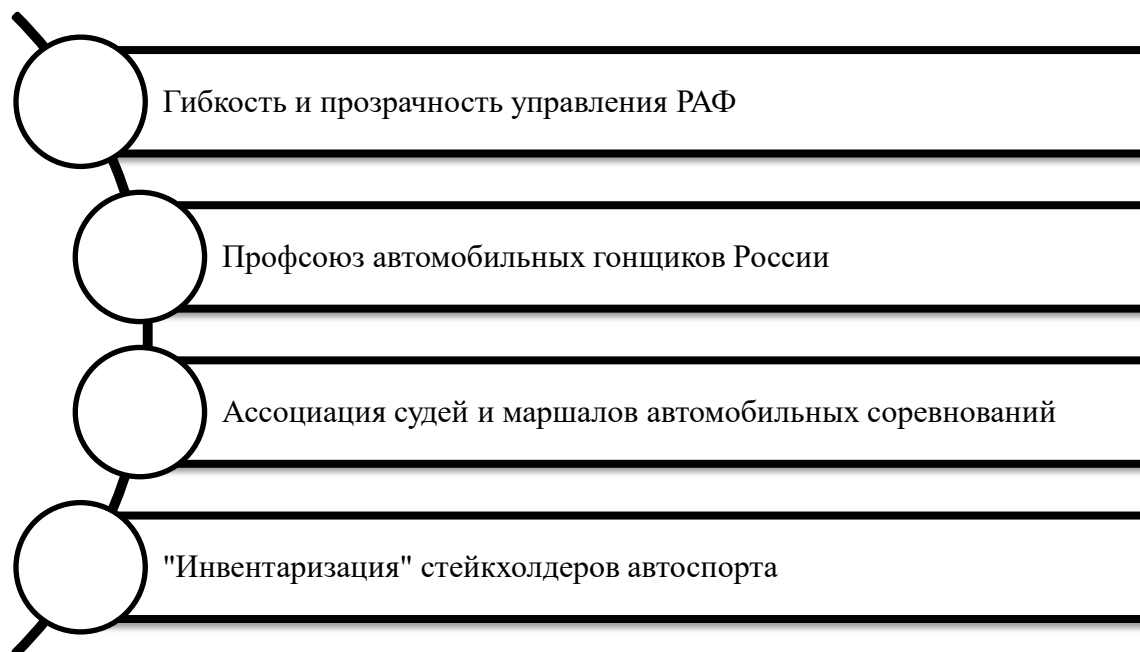 Гибкость и прозрачность управления РАФ
Профсоюз автомобильных гонщиков России
Ассоциация судей и маршалов автомобильных соревнований
"Инвентаризация" стейкхолдеров автоспорта